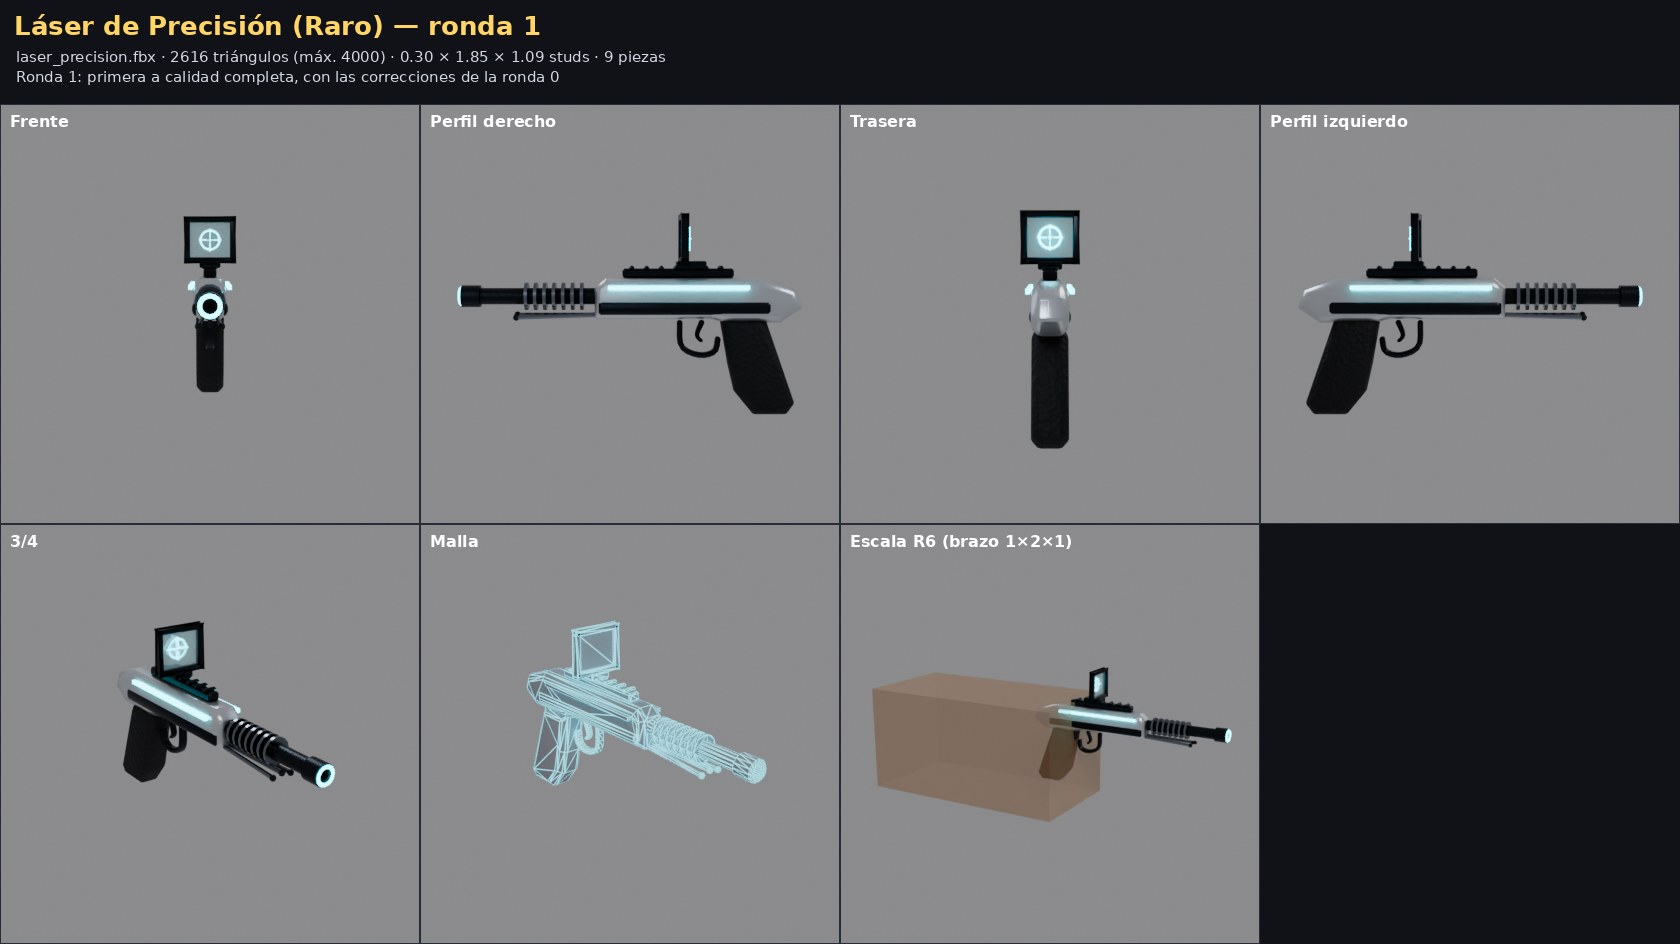 Láser de Precisión (Raro) — ronda 1
laser_precision.fbx · 2616 triángulos (máx. 4000) · 0.30 × 1.85 × 1.09 studs · 9 piezas
Ronda 1: primera a calidad completa, con las correcciones de la ronda 0
Frente
Perfil derecho
Trasera
Perfil izquierdo
3/4
Malla
Escala R6 (brazo 1×2×1)